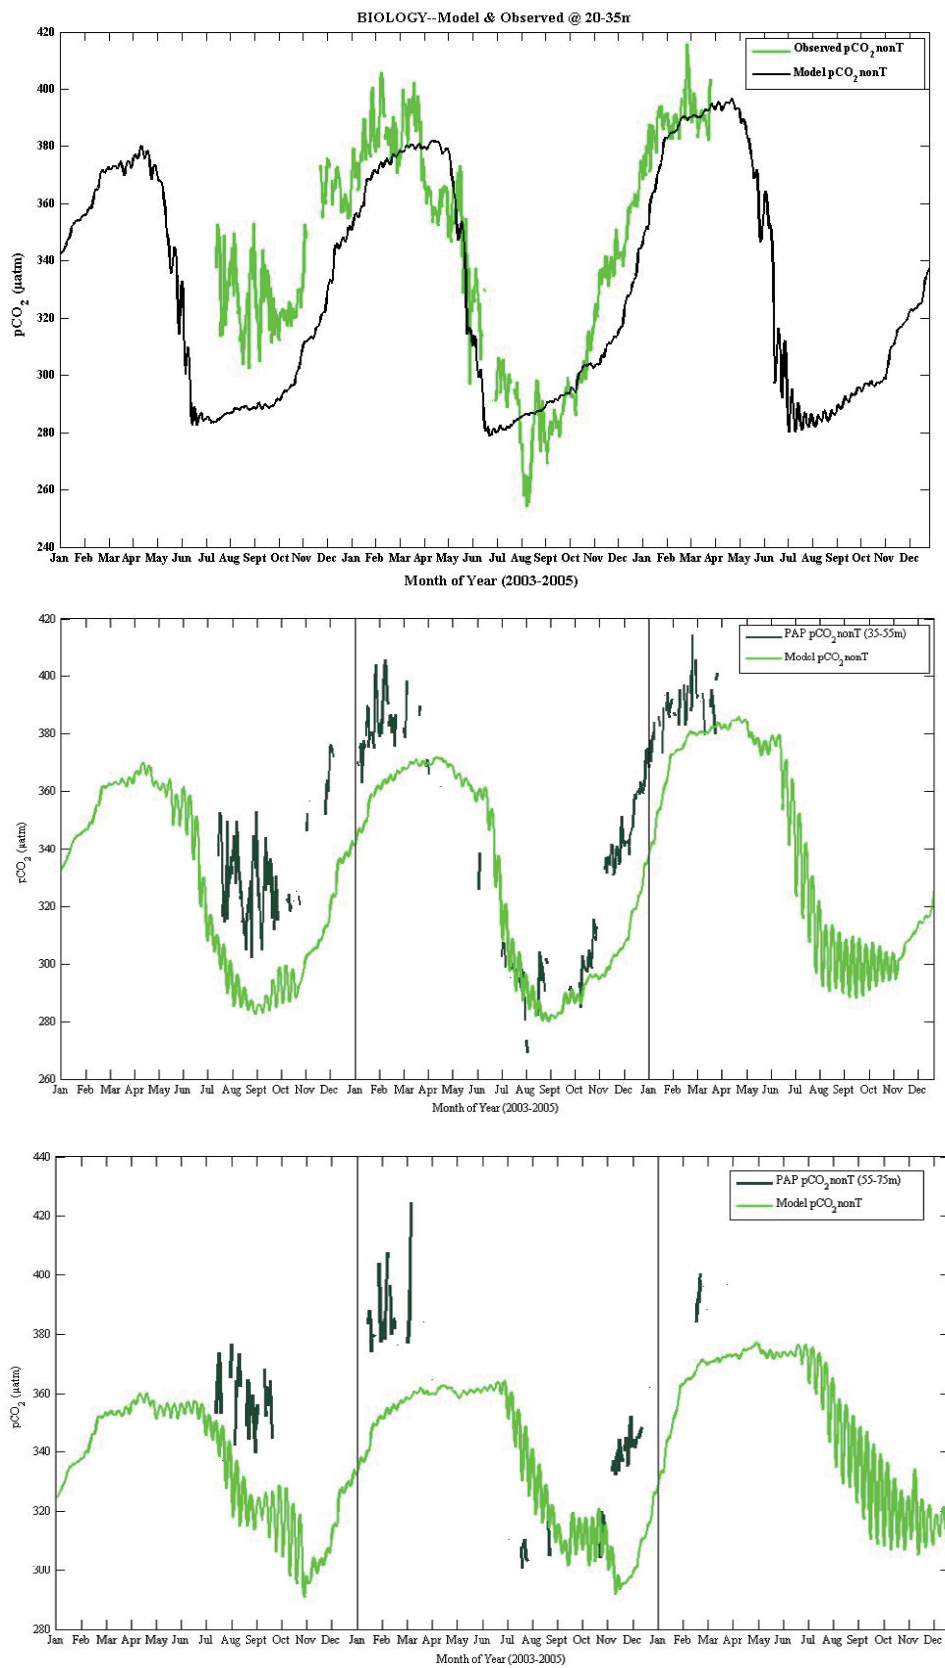 BIOLOGY--Model & Observed @ 20-35m
420
400
380
360
340
320
300
280
260
240
pCO2 (µatm)
Observed pCO2 nonT
Model pCO2 nonT
Jan Feb Mar Apr May Jun Jul Aug Sept Oct Nov Dec Jan Feb Mar Apr May Jun Jul Aug Sept Oct Nov Dec Jan Feb Mar Apr May Jun Jul Aug Sept Oct Nov Dec
Month of Year (2003-2005)
420
400
380
360
340
320
300
280
260
pCO2 (µatm)
PAP pCO2 nonT (35-55m)
Model pCO2 nonT
Jan Feb Mar Apr May Jun Jul Aug Sept Oct Nov Dec Jan Feb Mar Apr May Jun Jul Aug Sep Oct Nov Dec Jan Feb Mar Apr May Jun Jul Aug Sep Oct Nov Dec
Month of Year (2003-2005)
440
420
400
380
360
340
320
300
280
pCO2 (µatm)
PAP pCO2 nonT (55-75m)
Model pCO2 nonT
Jan Feb Mar Apr May Jun Jul Aug Sept Oct Nov Dec Jan Feb Mar Apr May Jun Jul Aug Sep Oct Nov Dec Jan Feb Mar Apr May Jun Jul Aug Sept Oct Nov Dec
Month of Year (2003-2005)